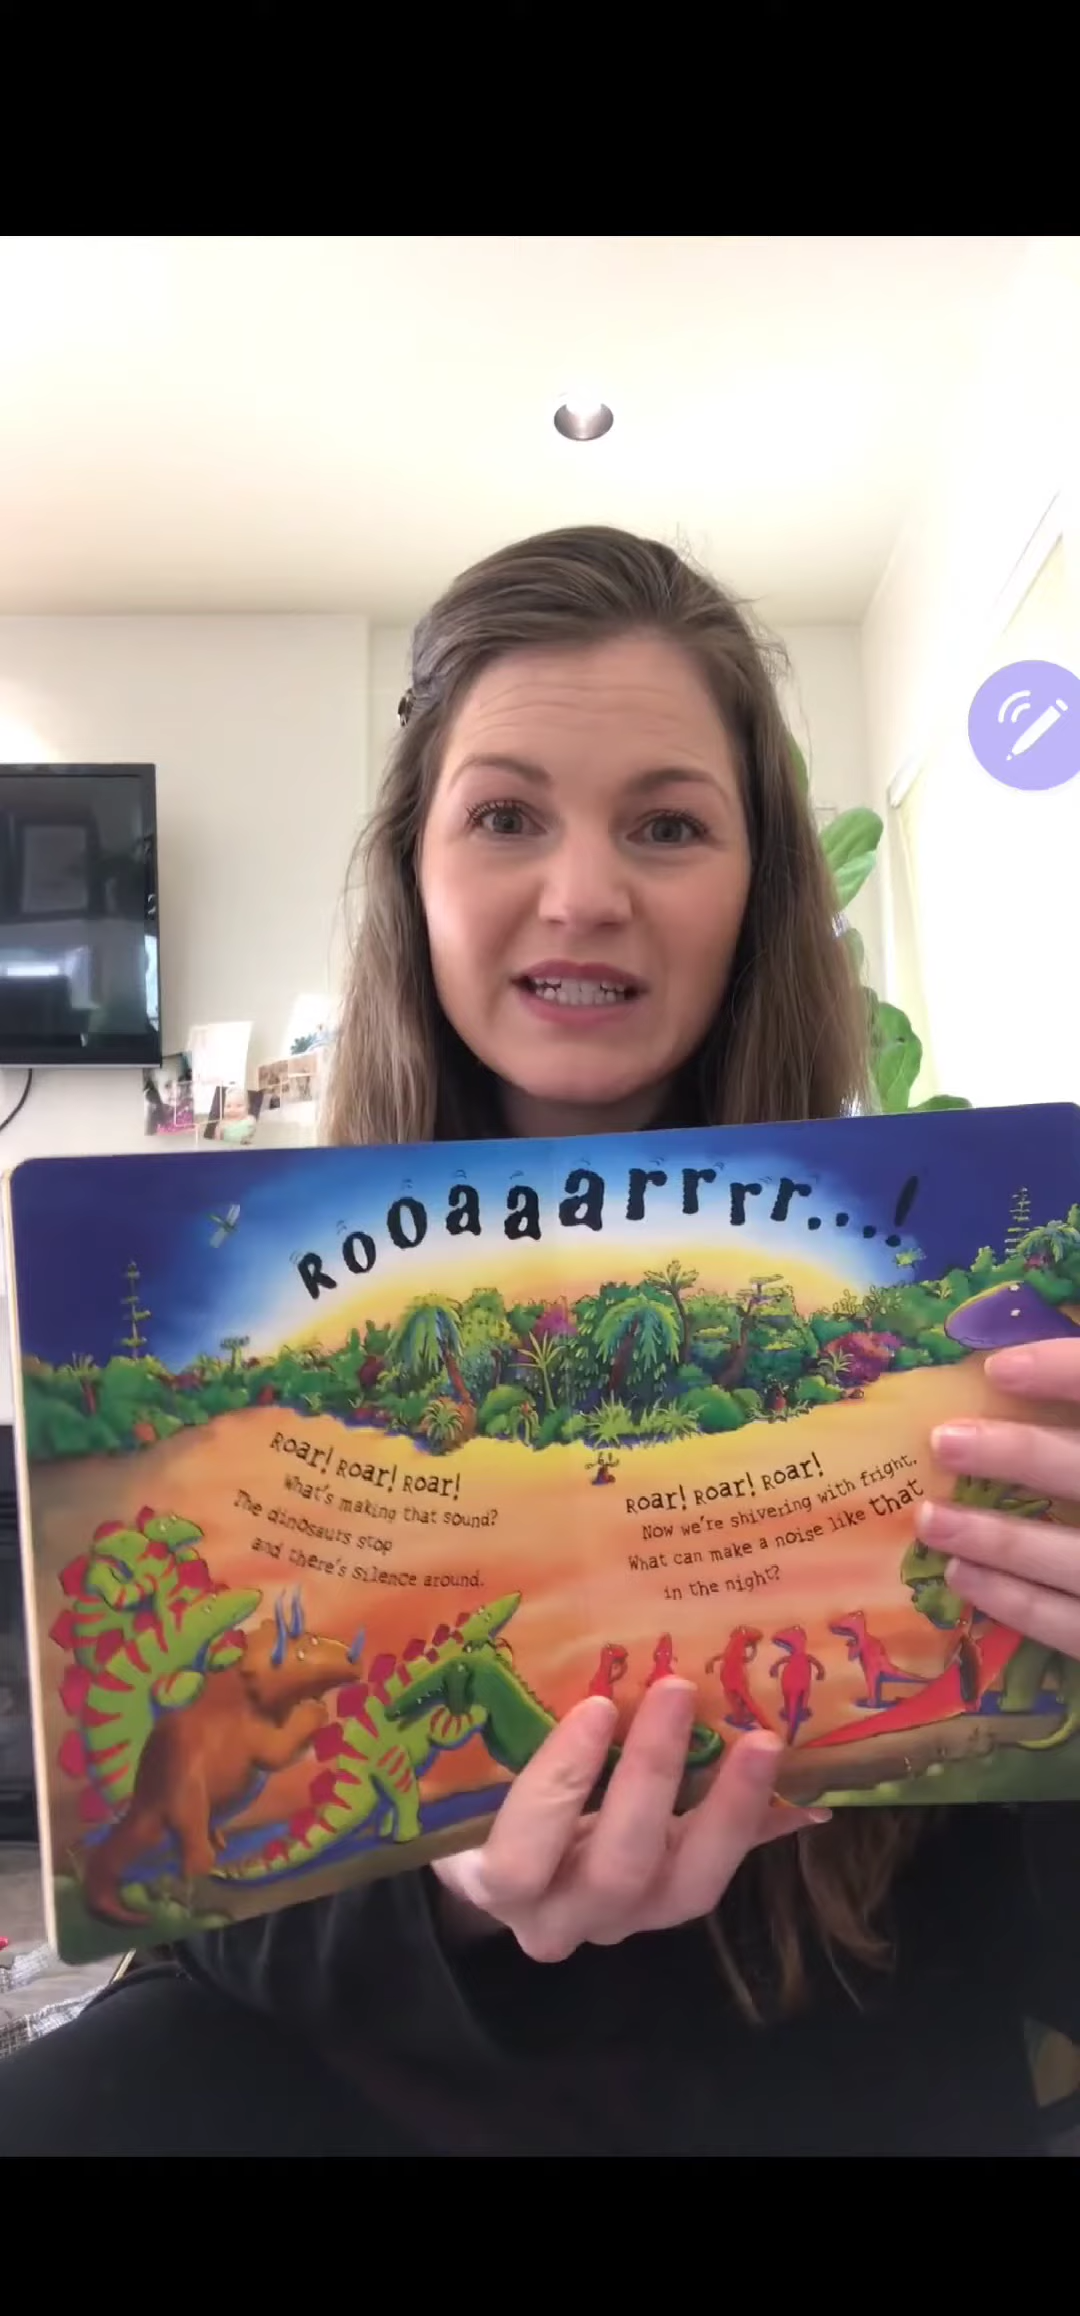 Rooaaarrrr...!
Roar! Roar! Roar!
What's making that sound?
The dinosaurs stop
and there's silence around.
Roar! Roar! Roar!
Now we're shivering with fright.
What can make a noise like that
in the night?